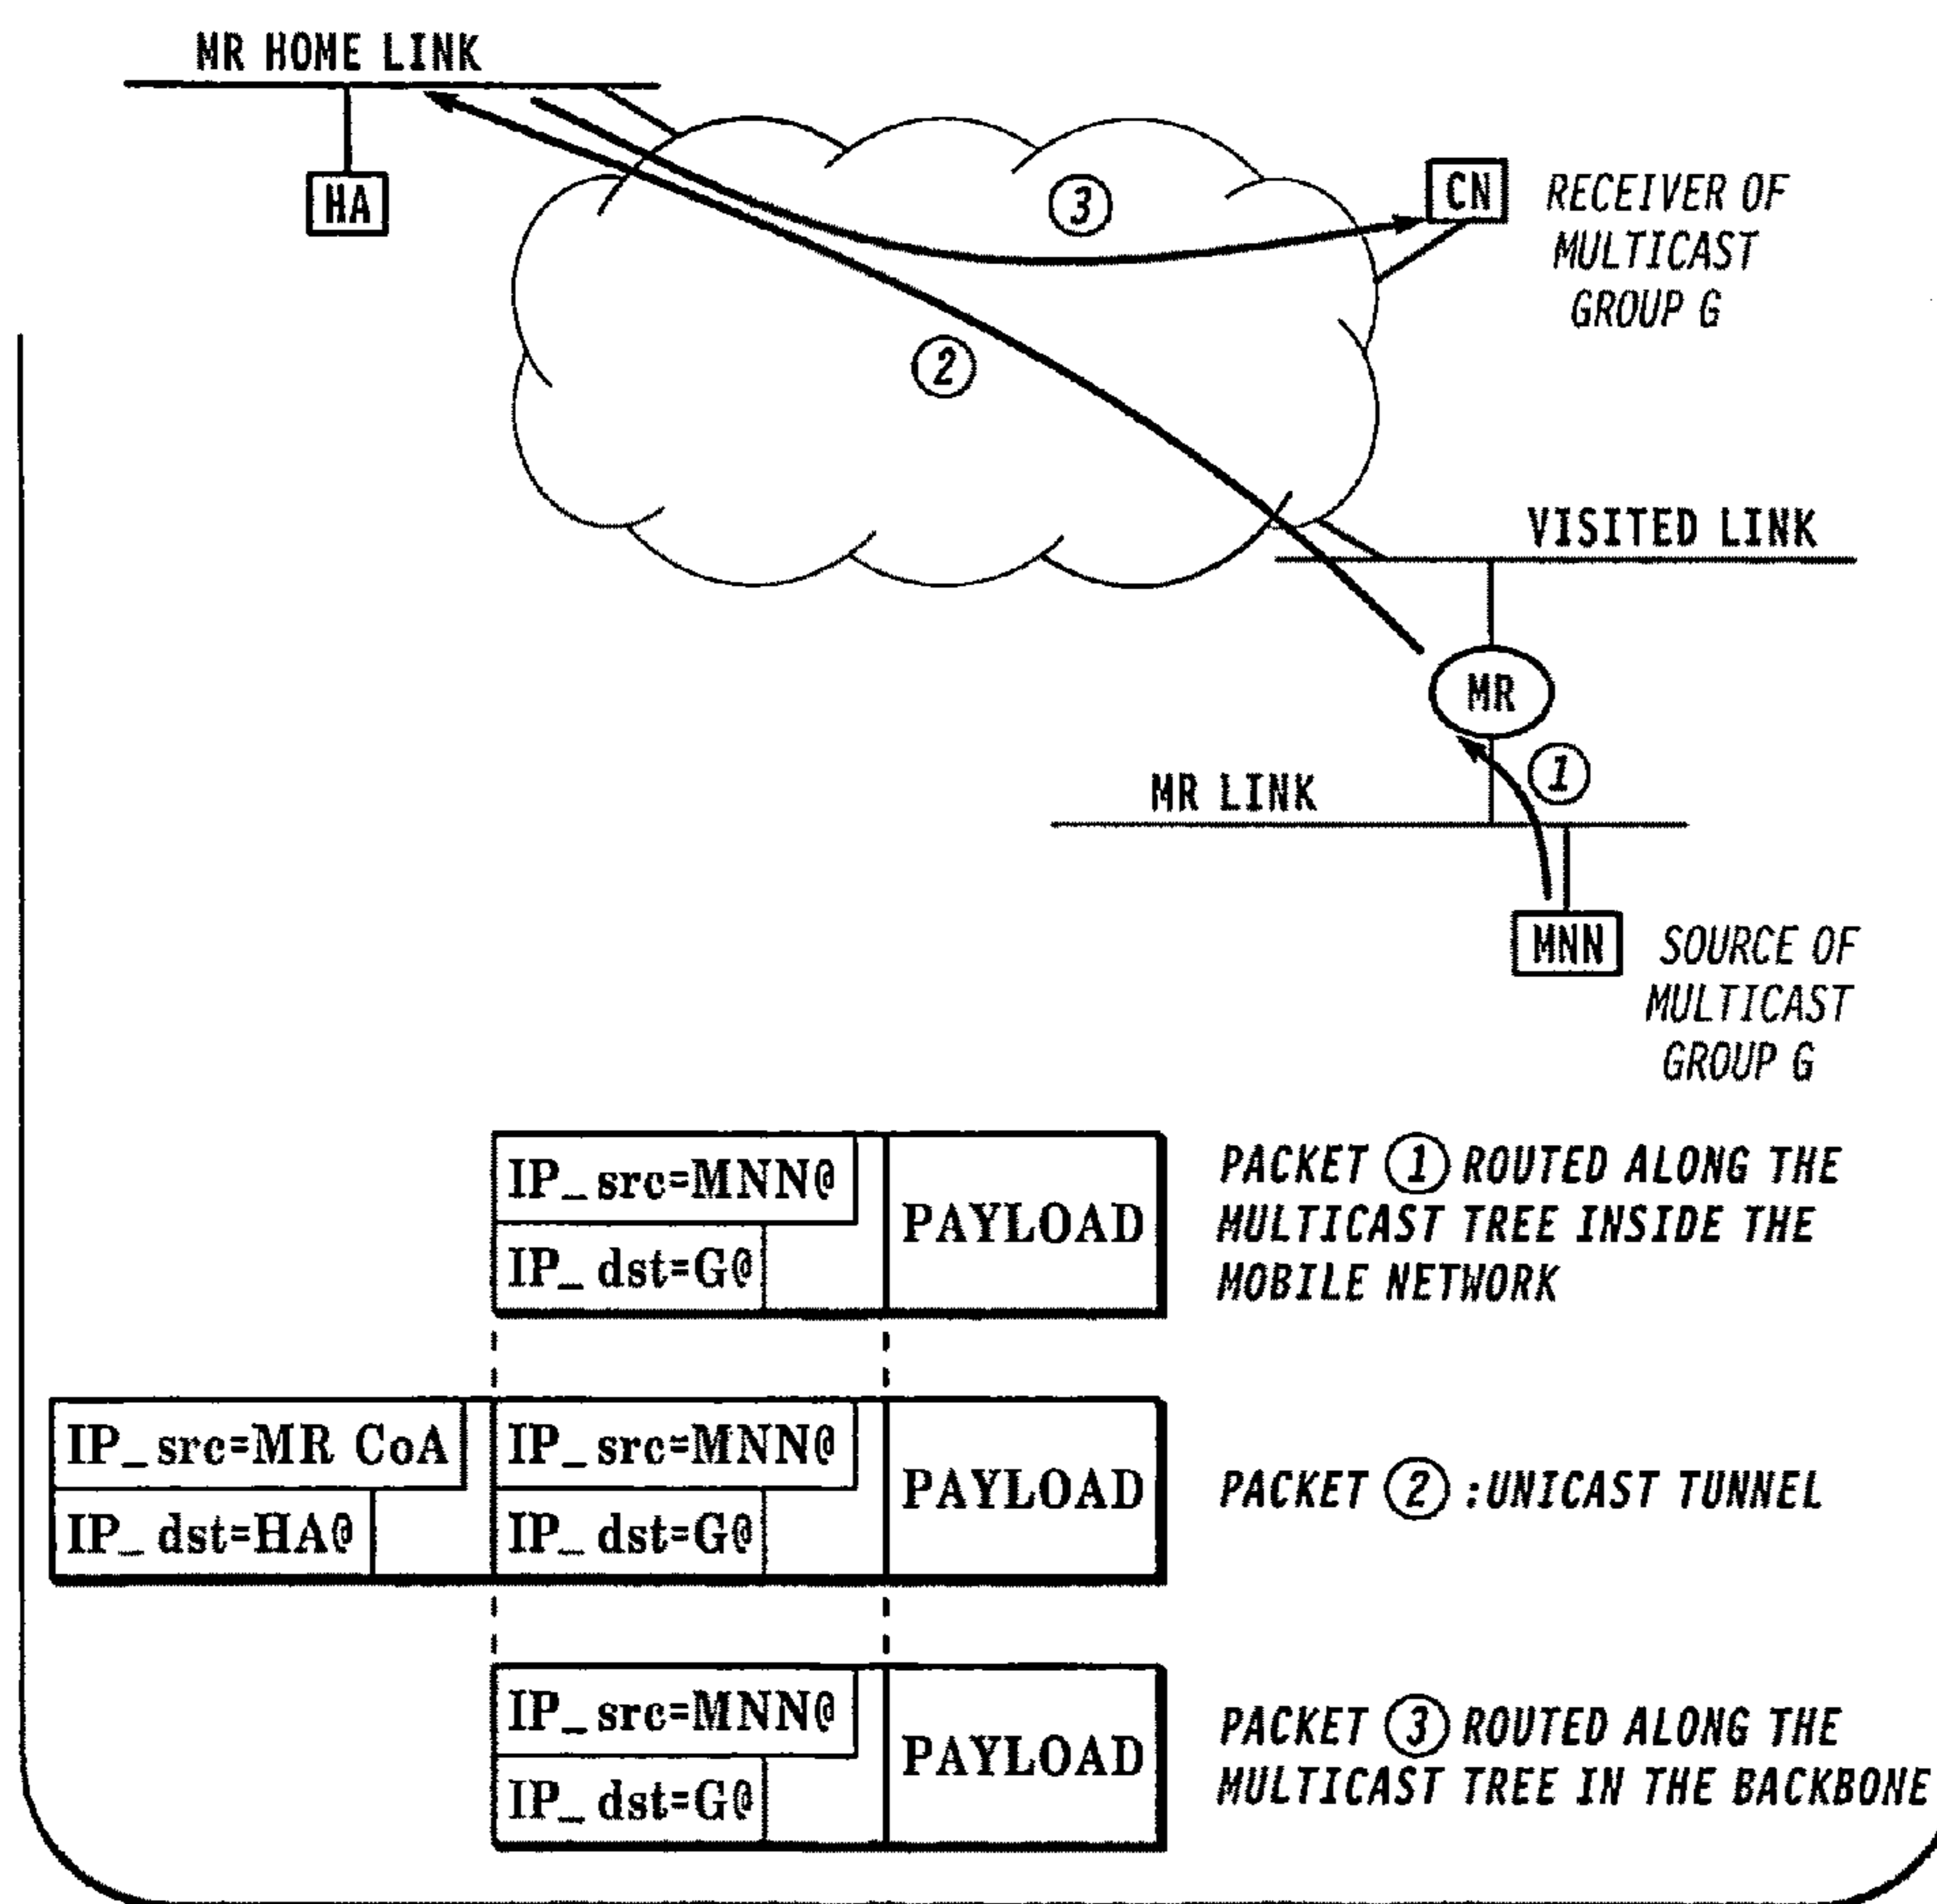 MR HOME LINK
HA
3
CN
RECEIVER OF
MULTICAST
GROUP G
2
VISITED LINK
MR
1
MR LINK
MNN
SOURCE OF
MULTICAST
GROUP G
IP_src=MNN@
IP_dst=G@
PAYLOAD
PACKET 1 ROUTED ALONG THE
MULTICAST TREE INSIDE THE
MOBILE NETWORK
IP_src=MR CoA
IP_dst=HA@
IP_src=MNN@
IP_dst=G@
PAYLOAD
PACKET 2 :UNICAST TUNNEL
IP_src=MNN@
IP_dst=G@
PAYLOAD
PACKET 3 ROUTED ALONG THE
MULTICAST TREE IN THE BACKBONE